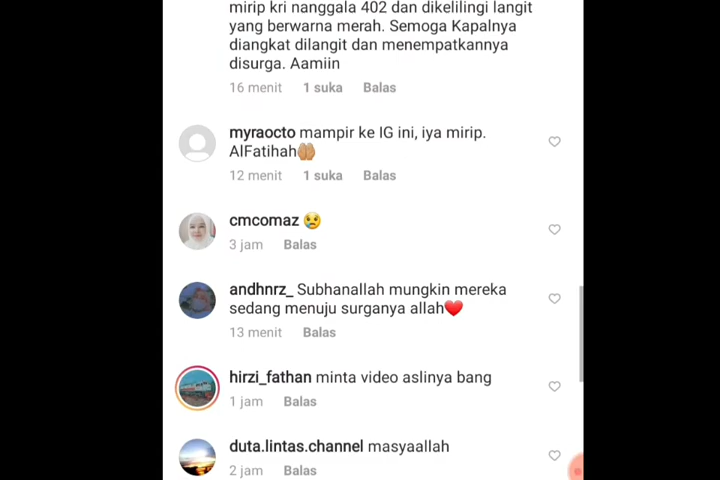 mirip kri nanggala 402 dan dikelilingi langit
yang berwarna merah. Semoga Kapalnya
diangkat dilangit dan menempatkannya
disurga. Aamiin
16 menit 1 suka Balas
myraocto mampir ke IG ini, iya mirip.
AlFatihah🤲🏼
12 menit 1 suka Balas
cmcomaz 😢
3 jam Balas
andhnrz_ Subhanallah mungkin mereka
sedang menuju surganya allah❤️
13 menit Balas
hirzi_fathan minta video aslinya bang
1 jam Balas
duta.lintas.channel masyaallah
2 jam Balas